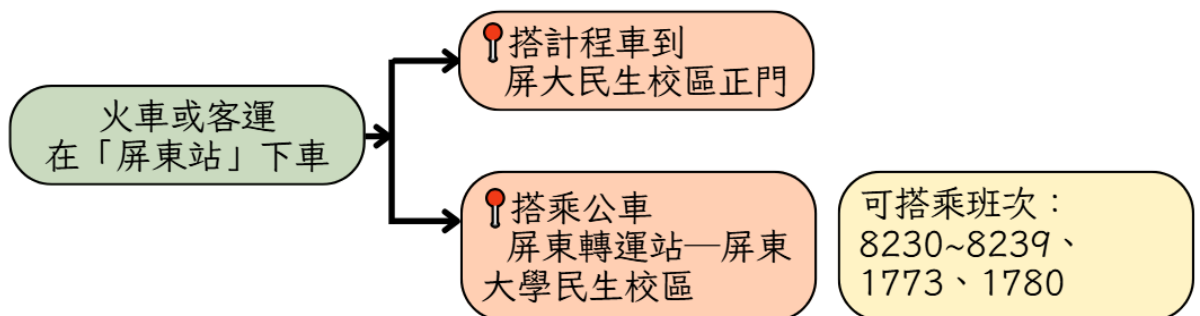 火車或客運
在「屏東站」下車
搭計程車到
屏大民生校區正門
搭乘公車
屏東轉運站—屏東
大學民生校區
可搭乘班次：
8230~8239、
1773、1780